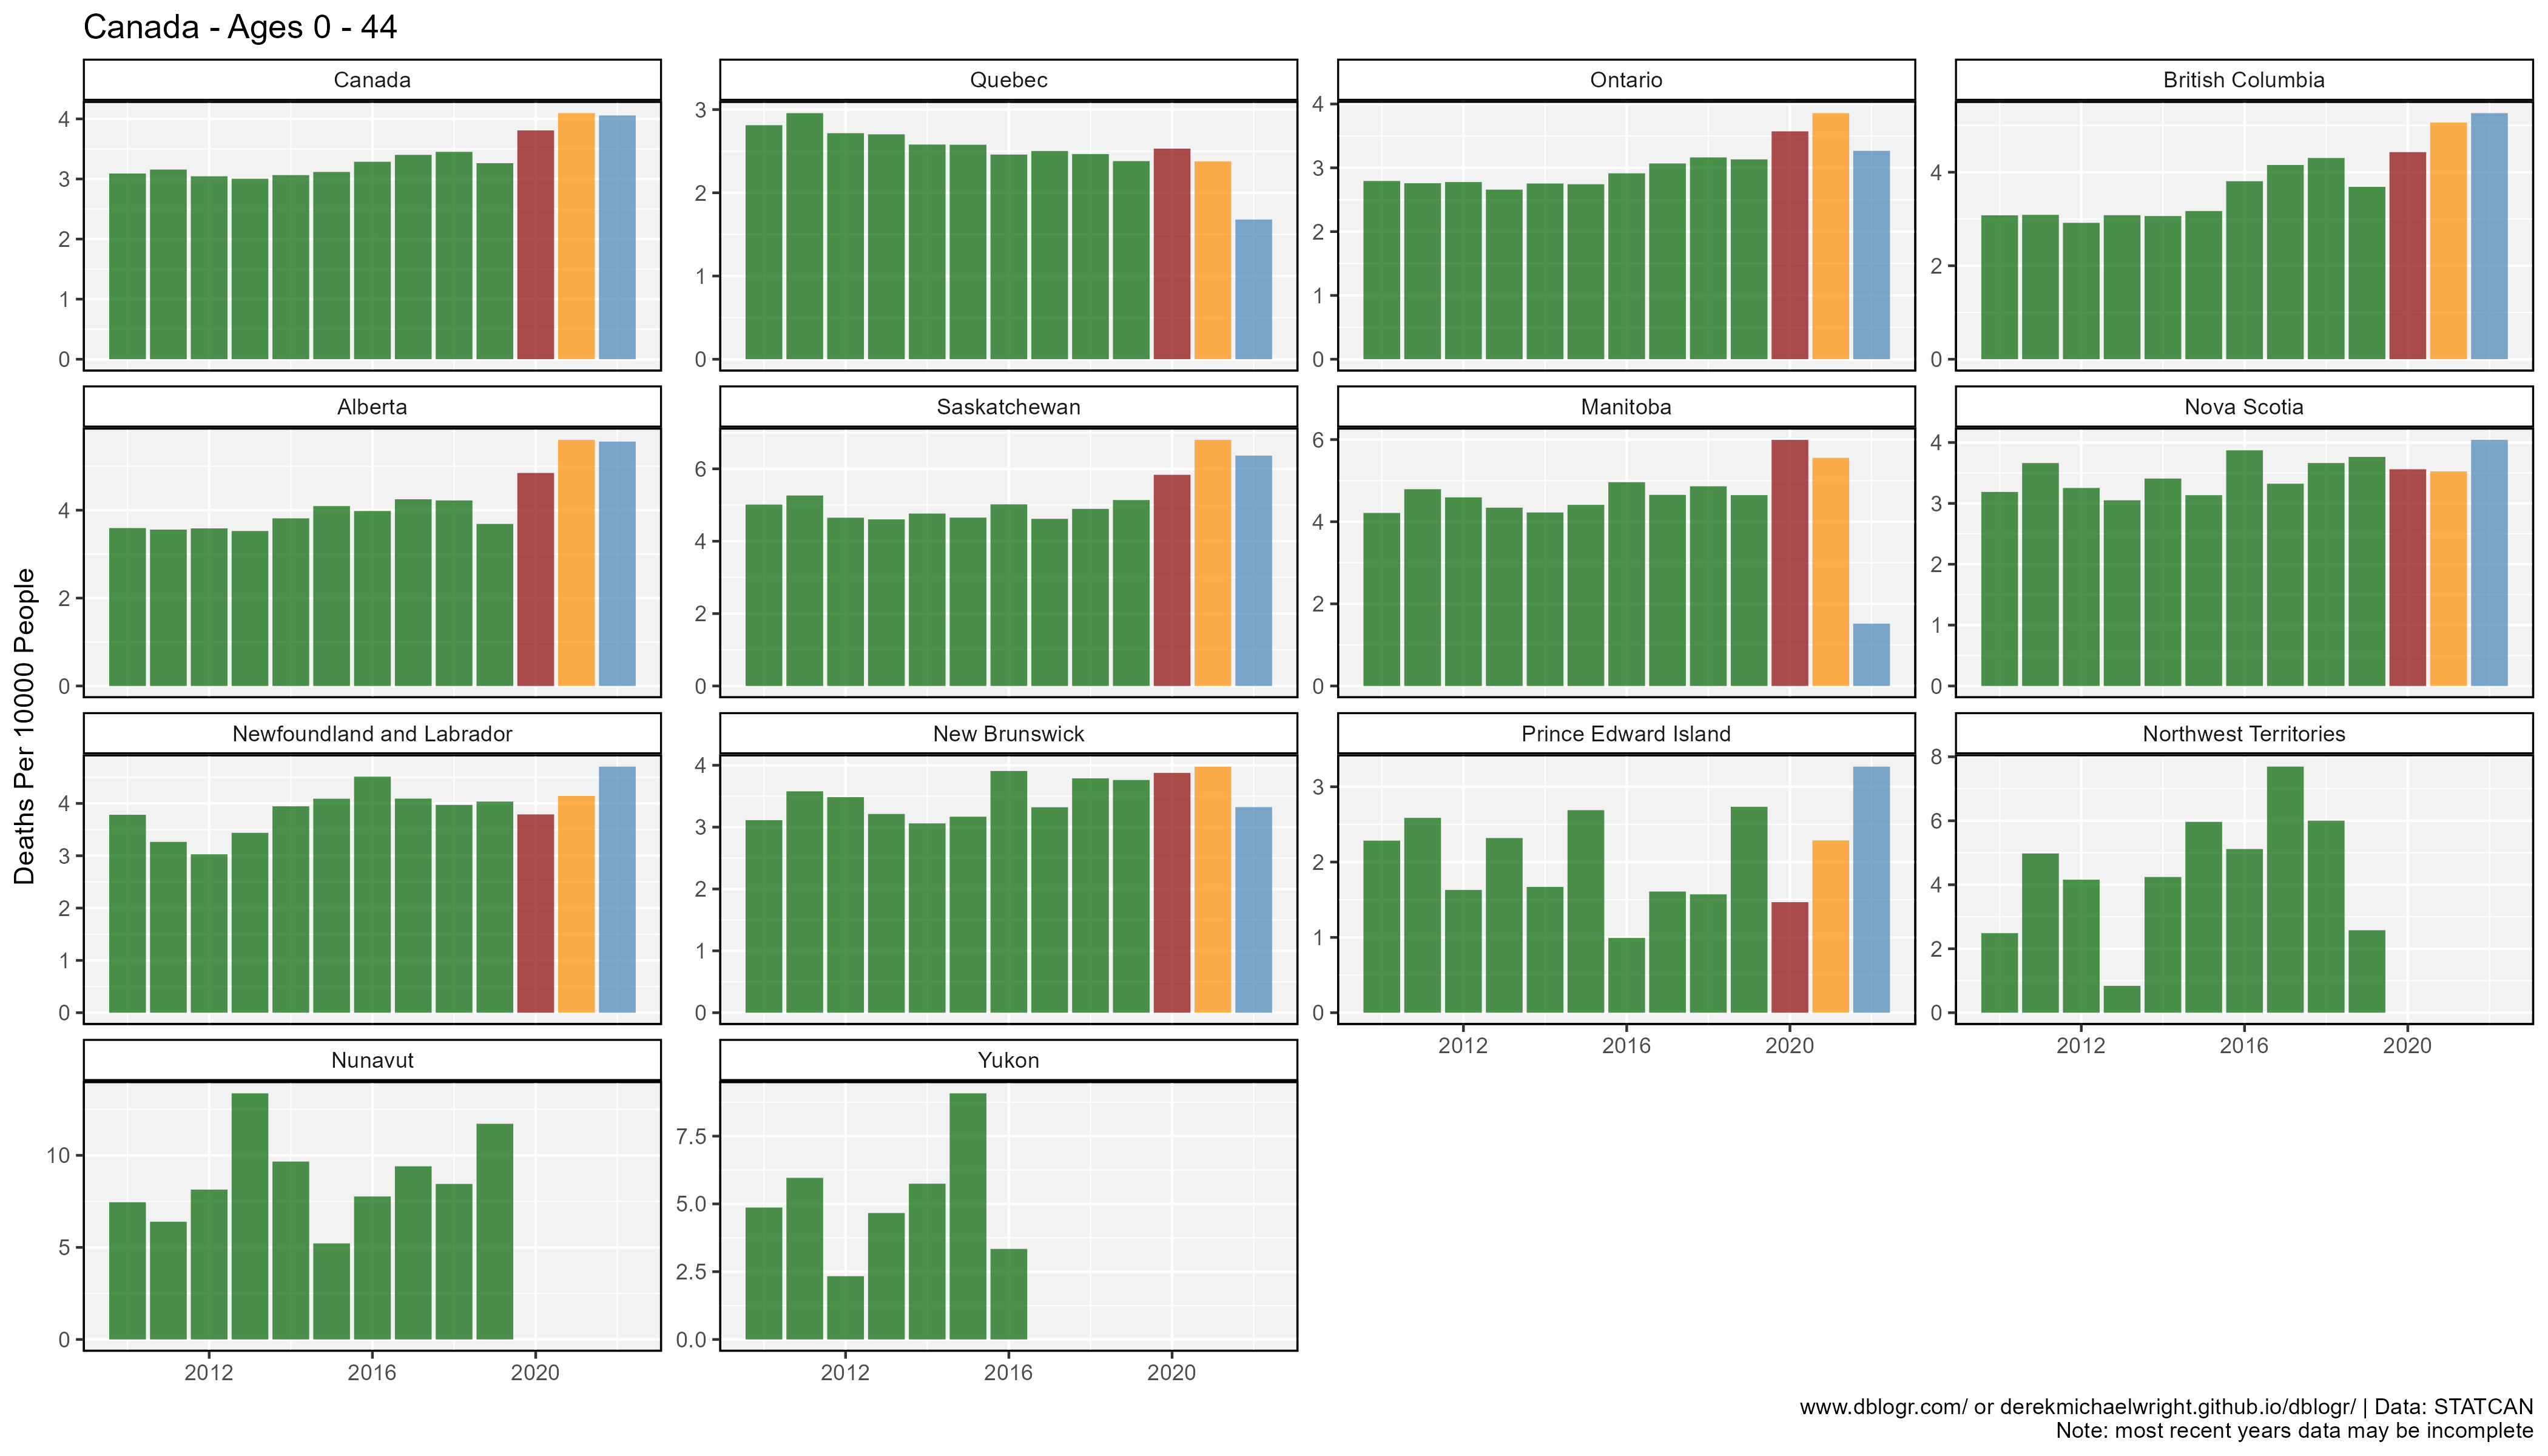 Canada - Ages 0 - 44
Deaths Per 10000 People
Canada
4
3
2
1
0
Quebec
3
2
1
0
Ontario
4
3
2
1
0
British Columbia
4
2
0
Alberta
4
2
0
Saskatchewan
6
4
2
0
Manitoba
6
4
2
0
Nova Scotia
4
3
2
1
0
Newfoundland and Labrador
4
3
2
1
0
New Brunswick
4
3
2
1
0
Prince Edward Island
3
2
1
0
2012 2016 2020
Northwest Territories
8
6
4
2
0
2012 2016 2020
Nunavut
10
5
0
2012 2016 2020
Yukon
7.5
5.0
2.5
0.0
2012 2016 2020
www.dblogr.com/ or derekmichaelwright.github.io/dblogr/ | Data: STATCAN
Note: most recent years data may be incomplete